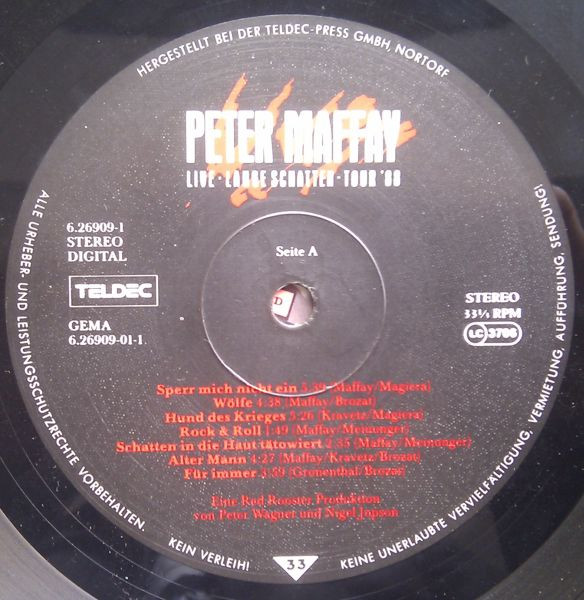 HERGESTELLT BEI DER TELDEC-PRESS GMBH, NORTORF
PETER MAFFAY
LIVE · LANGE SCHATTEN - TOUR '88
6.26909-1
STEREO
DIGITAL
TELDEC
GEMA
6.26909-01-1
Seite A
STEREO
33⅓ RPM
LC 3706
Sperr mich nicht ein 3:39 (Maffay/Magiera)
Wölfe 4:38 (Maffay/Brozat)
Hund des Krieges 5:26 (Kravetz/Magiera)
Rock & Roll 1:49 (Maffay/Meinunger)
Schatten in die Haut tätowiert 2:35 (Maffay/Meinunger)
Alter Mann 4:27 (Maffay/Kravetz/Brozat)
Für immer 3:59 (Gronenthal/Brozat)
Eine Red Rooster Produktion
von Peter Wagner und Nigel Jopson
ALLE URHEBER- UND LEISTUNGSSCHUTZRECHTE VORBEHALTEN.
KEIN VERLEIH!
33
KEINE UNERLAUBTE VERVIELFÄLTIGUNG, VERMIETUNG, AUFFÜHRUNG, SENDUNG!